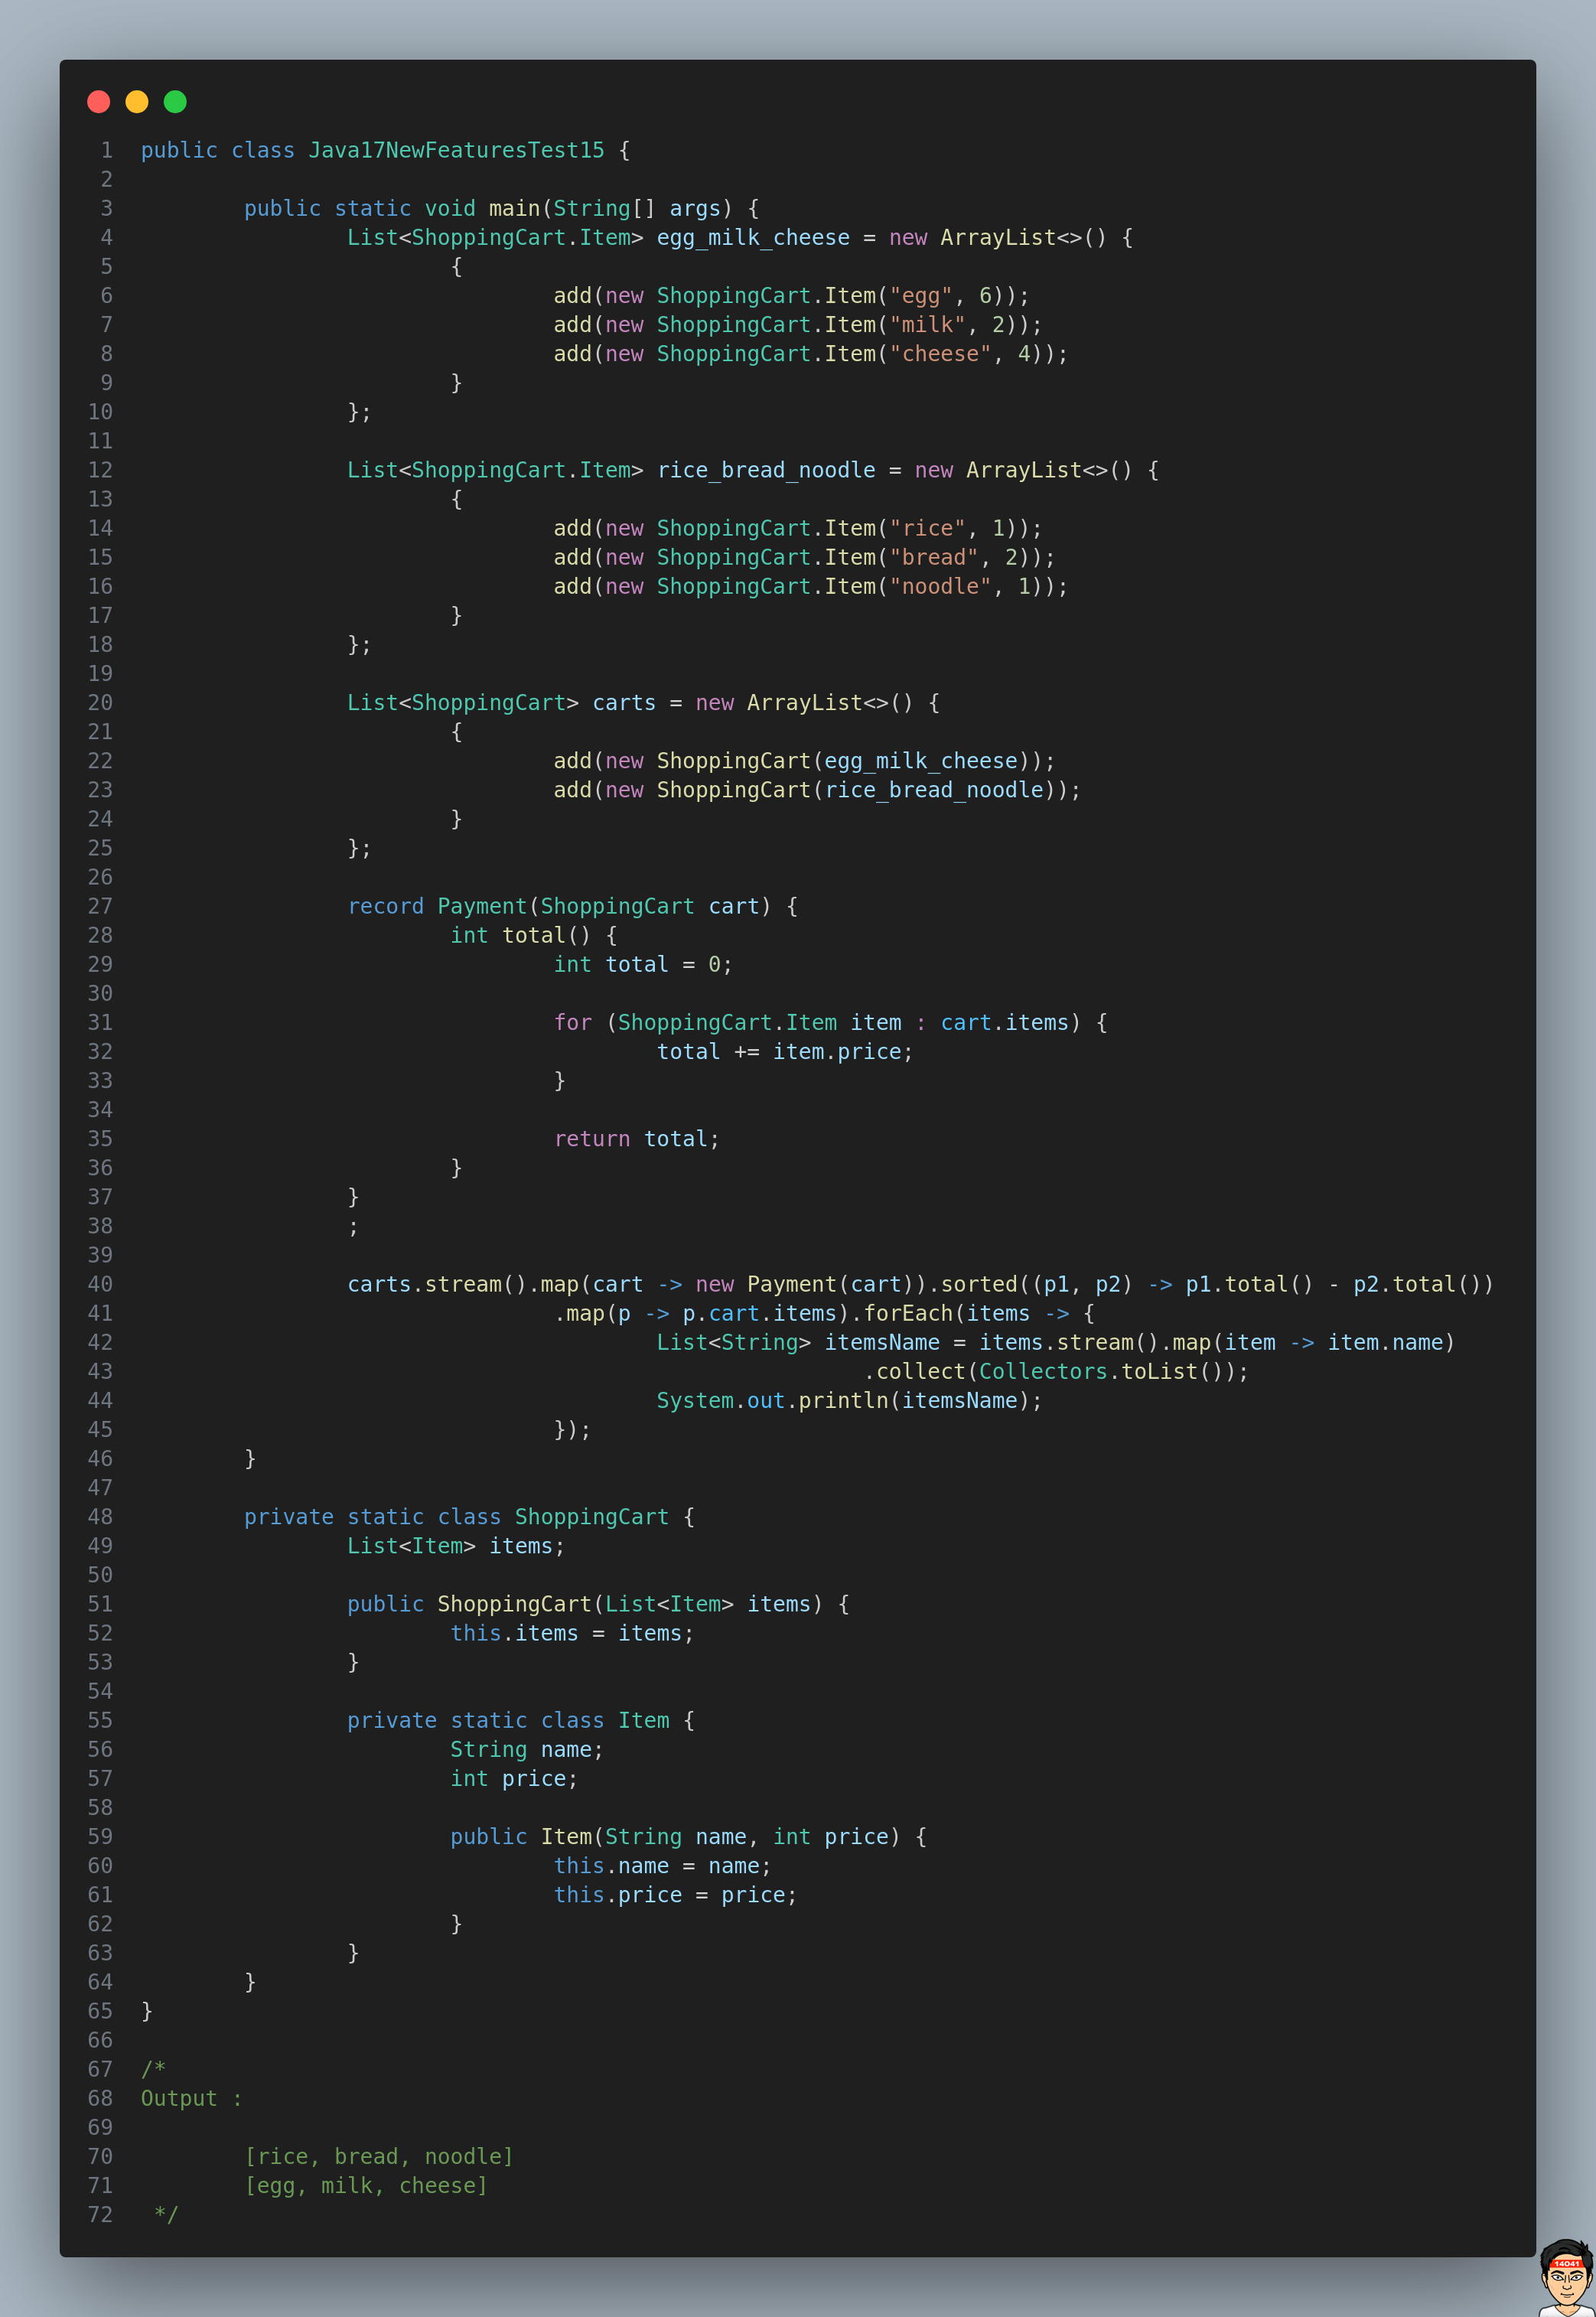 1 public class Java17NewFeaturesTest15 {
2
3         public static void main(String[] args) {
4                 List<ShoppingCart.Item> egg_milk_cheese = new ArrayList<>() {
5                         {
6                                 add(new ShoppingCart.Item("egg", 6));
7                                 add(new ShoppingCart.Item("milk", 2));
8                                 add(new ShoppingCart.Item("cheese", 4));
9                         }
10                 };
11
12                 List<ShoppingCart.Item> rice_bread_noodle = new ArrayList<>() {
13                         {
14                                 add(new ShoppingCart.Item("rice", 1));
15                                 add(new ShoppingCart.Item("bread", 2));
16                                 add(new ShoppingCart.Item("noodle", 1));
17                         }
18                 };
19
20                 List<ShoppingCart> carts = new ArrayList<>() {
21                         {
22                                 add(new ShoppingCart(egg_milk_cheese));
23                                 add(new ShoppingCart(rice_bread_noodle));
24                         }
25                 };
26
27                 record Payment(ShoppingCart cart) {
28                         int total() {
29                                 int total = 0;
30
31                                 for (ShoppingCart.Item item : cart.items) {
32                                         total += item.price;
33                                 }
34
35                                 return total;
36                         }
37                 }
38                 ;
39
40                 carts.stream().map(cart -> new Payment(cart)).sorted((p1, p2) -> p1.total() - p2.total())
41                                 .map(p -> p.cart.items).forEach(items -> {
42                                         List<String> itemsName = items.stream().map(item -> item.name)
43                                                         .collect(Collectors.toList());
44                                         System.out.println(itemsName);
45                                 });
46         }
47
48         private static class ShoppingCart {
49                 List<Item> items;
50
51                 public ShoppingCart(List<Item> items) {
52                         this.items = items;
53                 }
54
55                 private static class Item {
56                         String name;
57                         int price;
58
59                         public Item(String name, int price) {
60                                 this.name = name;
61                                 this.price = price;
62                         }
63                 }
64         }
65 }
66
67 /*
68 Output :
69
70         [rice, bread, noodle]
71         [egg, milk, cheese]
72  */
14041